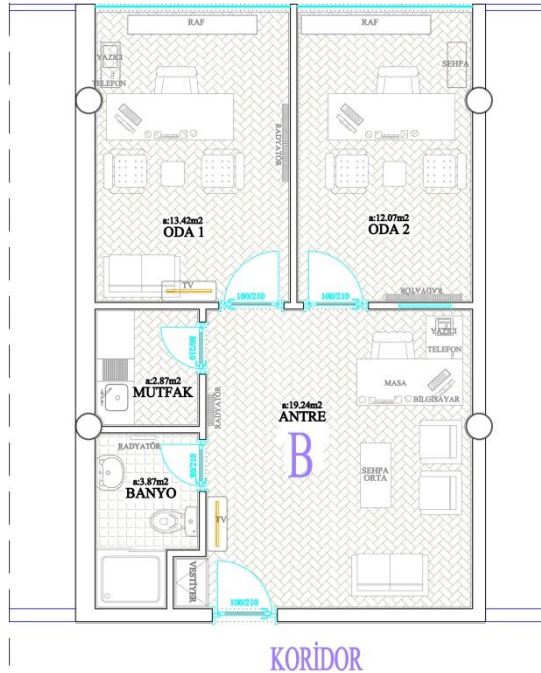 RAF
RAF
YAZICI
TELEFON
SEHPA
RADYATÖR
a:13.42m2
ODA 1
a:12.07m2
ODA 2
TV
100/210
100/210
RADYATÖR
YAZICI
TELEFON
80/210
MASA
BİLGİSAYAR
a:2.87m2
MUTFAK
RADYATÖR
a:19.24m2
ANTRE
B
RADYATÖR
80/210
a:3.87m2
BANYO
SEHPA
ORTA
TV
VESTİYER
100/210
KORİDOR